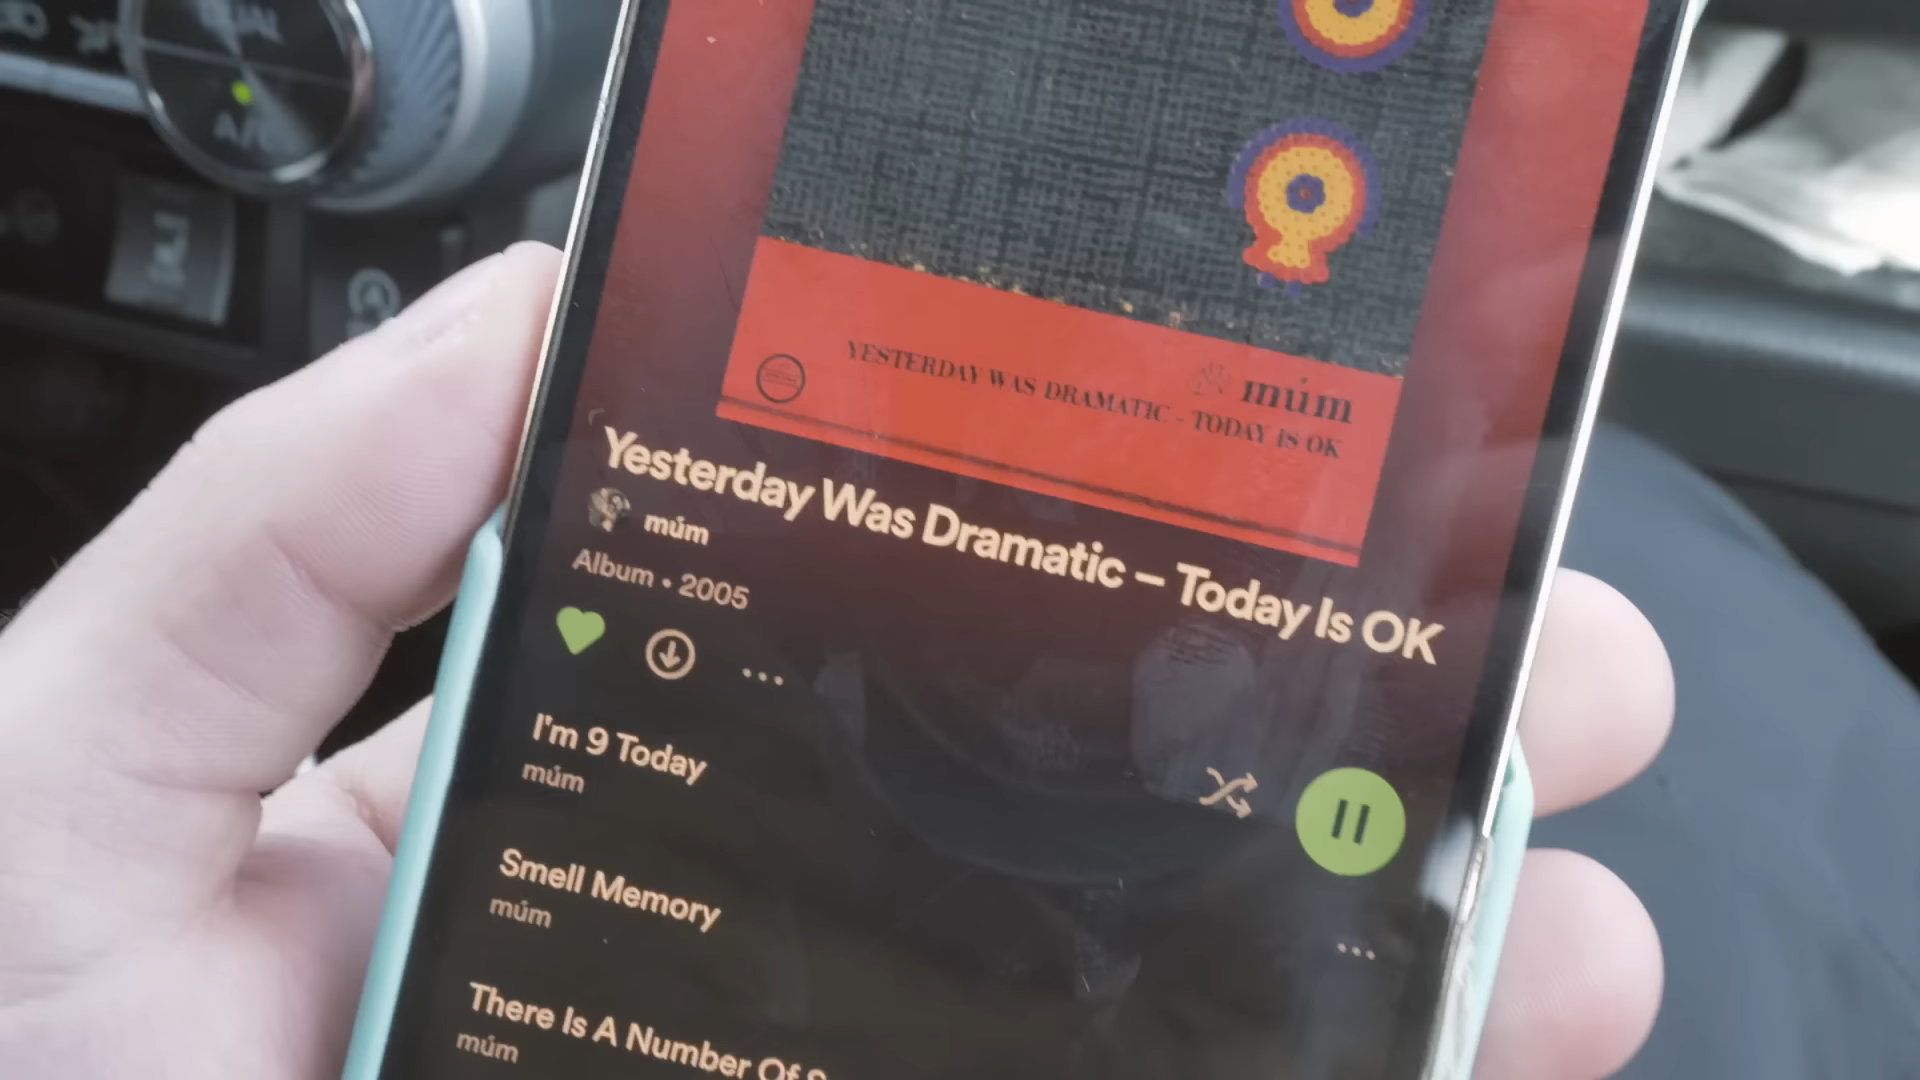 A/C
múm
YESTERDAY WAS DRAMATIC - TODAY IS OK
Yesterday Was Dramatic – Today Is OK
múm
Album • 2005
I'm 9 Today
múm
Smell Memory
múm
There Is A Number Of
múm